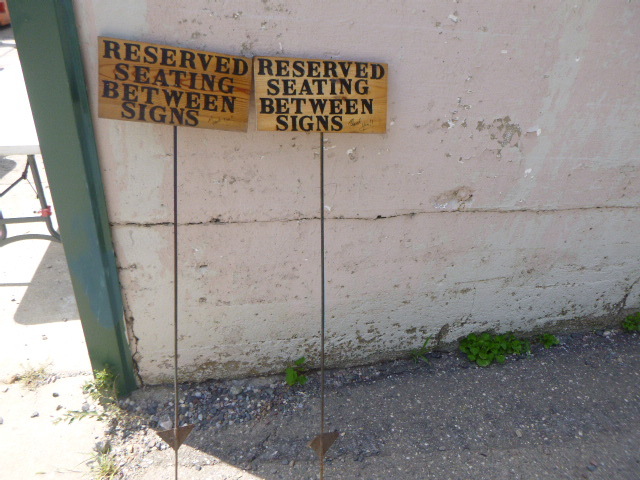 RESERVED
SEATING
BETWEEN
SIGNS
RESERVED
SEATING
BETWEEN
SIGNS